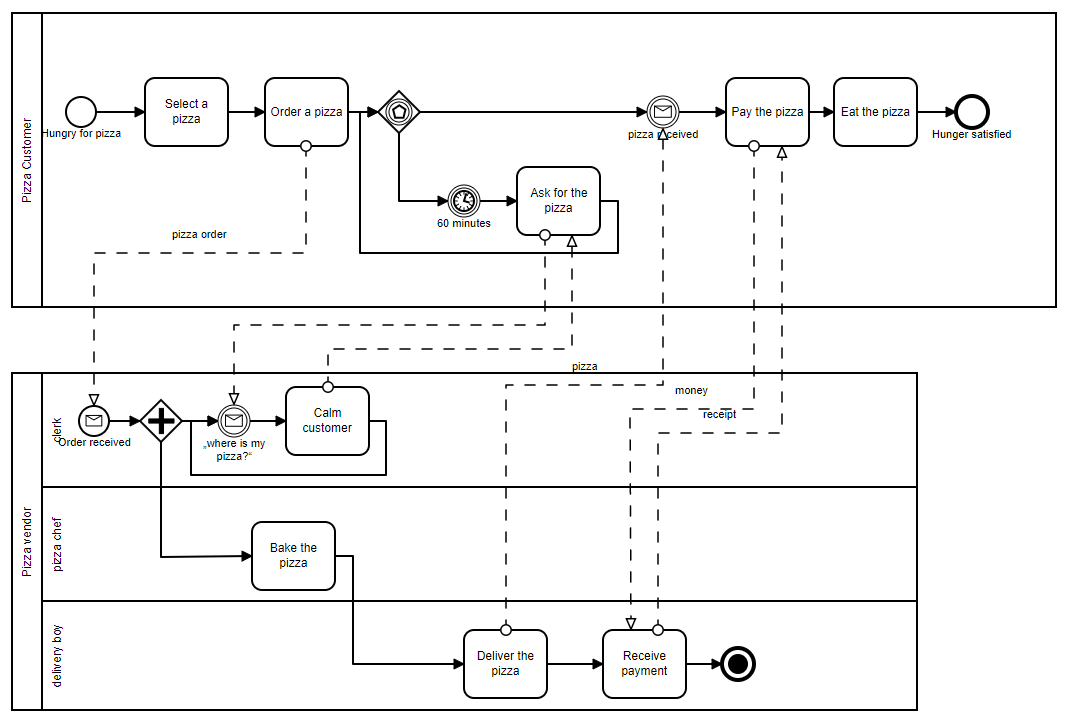 Pizza Customer
Hungry for pizza
Select a
pizza
Order a pizza
pizza received
Pay the pizza
Eat the pizza
Hunger satisfied
60 minutes
Ask for the
pizza
pizza order
pizza
money
receipt
Pizza vendor
clerk
Order received
„where is my
pizza?“
Calm
customer
pizza chef
Bake the
pizza
delivery boy
Deliver the
pizza
Receive
payment